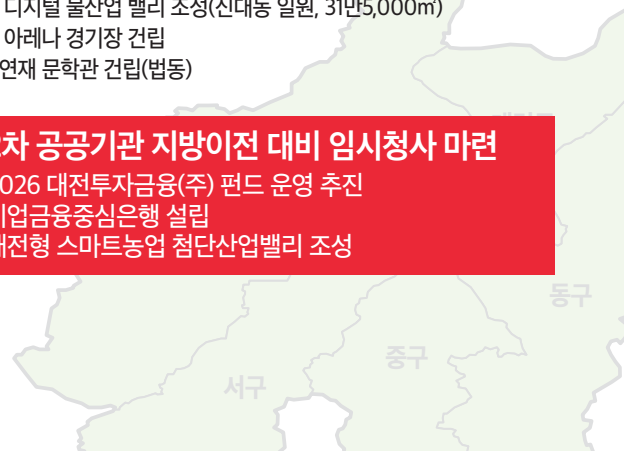 디지털 물산업 밸리 조성(신대동 일원, 31만5,000㎡)
아레나 경기장 건립
연재 문학관 건립(법동)
차 공공기관 지방이전 대비 임시청사 마련
026 대전투자금융(주) 펀드 운영 추진
기업금융중심은행 설립
대전형 스마트농업 첨단산업밸리 조성
동구
중구
서구